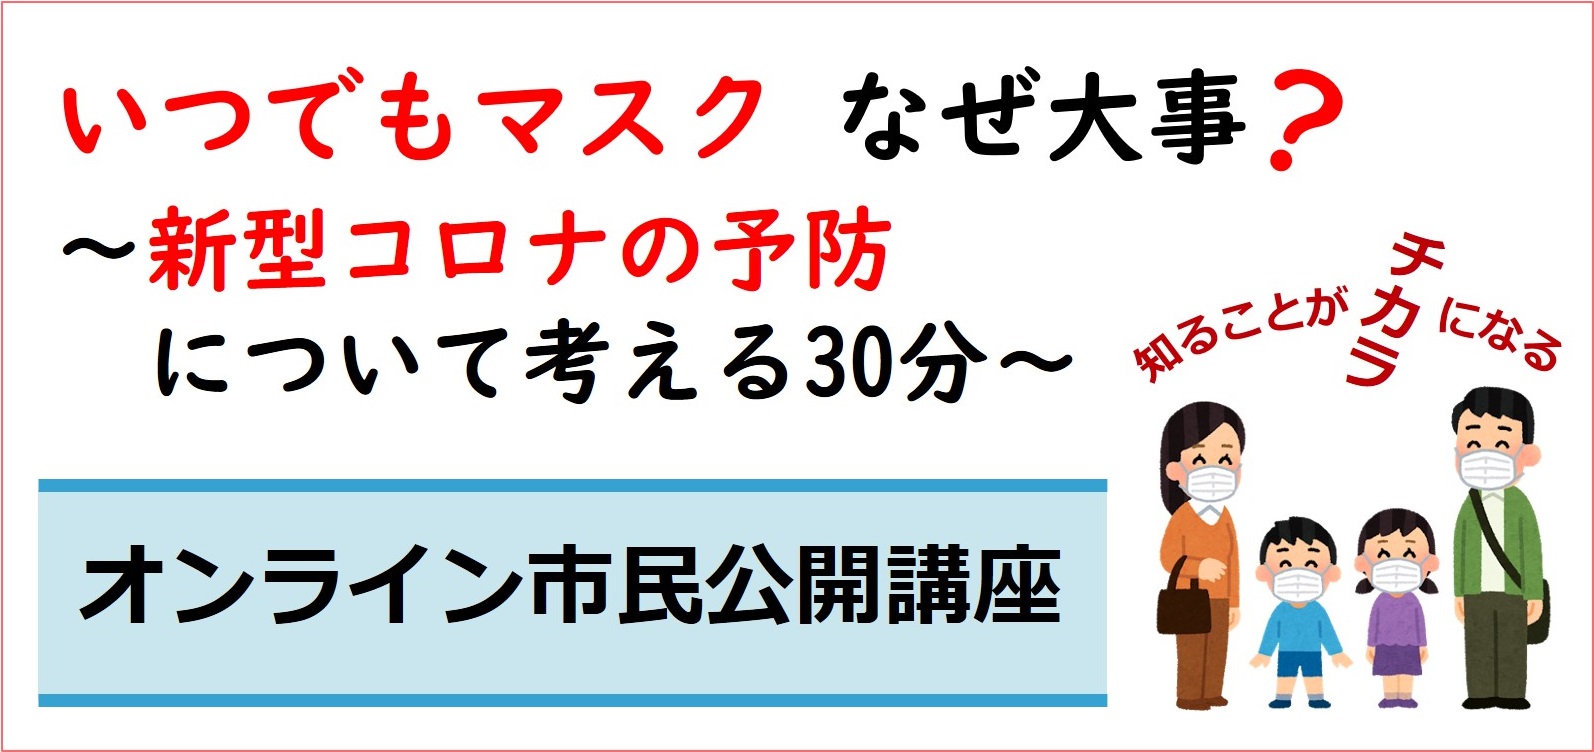 いつでもマスク なぜ大事?
～新型コロナの予防
について考える30分～
知ることがチカラになる
オンライン市民公開講座